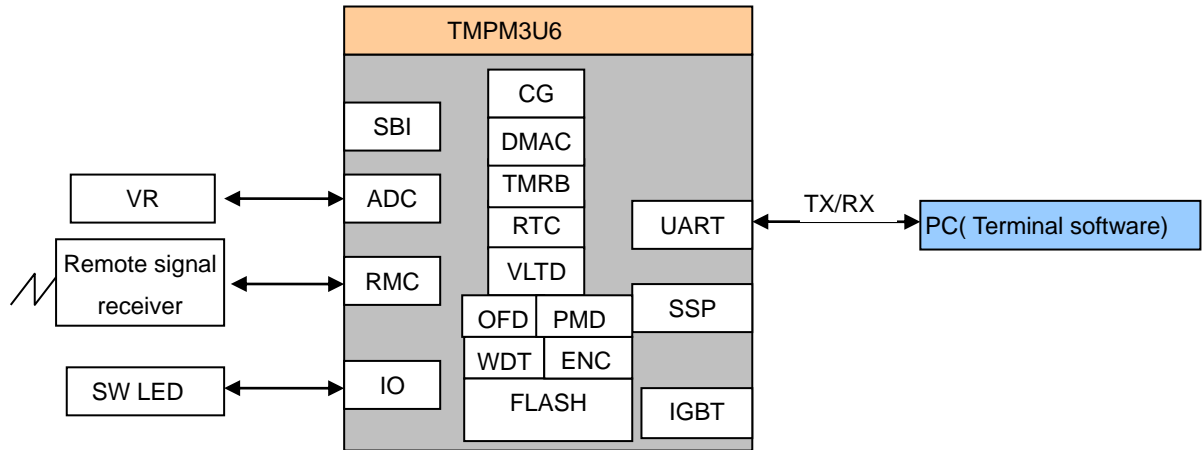 TMPM3U6
CG
SBI
DMAC
VR
ADC
TMRB
TX/RX
RTC
UART
PC( Terminal software)
Remote signal
receiver
RMC
VLTD
OFD
PMD
SSP
WDT
ENC
SW LED
IO
FLASH
IGBT